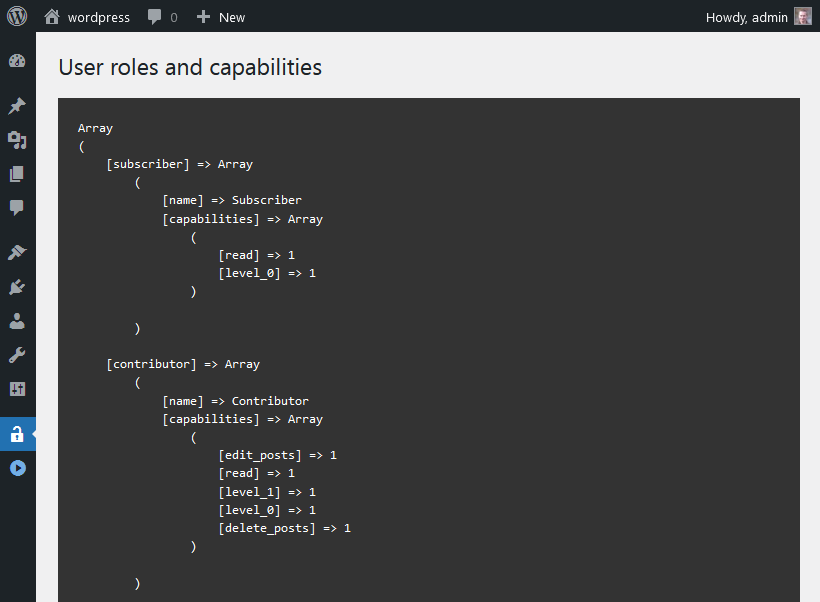 wordpress 0 New Howdy, admin
User roles and capabilities
Array
(
[subscriber] => Array
(
[name] => Subscriber
[capabilities] => Array
(
[read] => 1
[level_0] => 1
)
)
[contributor] => Array
(
[name] => Contributor
[capabilities] => Array
(
[edit_posts] => 1
[read] => 1
[level_1] => 1
[level_0] => 1
[delete_posts] => 1
)
)